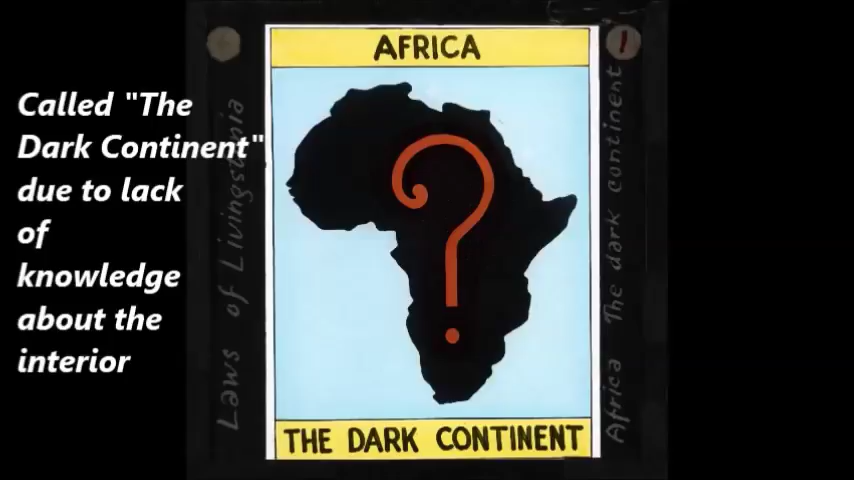 AFRICA
Called "The
Dark Continent"
due to lack
of
knowledge
about the
interior
Laws of Livingstonia
THE DARK CONTINENT
Africa The dark continent
1